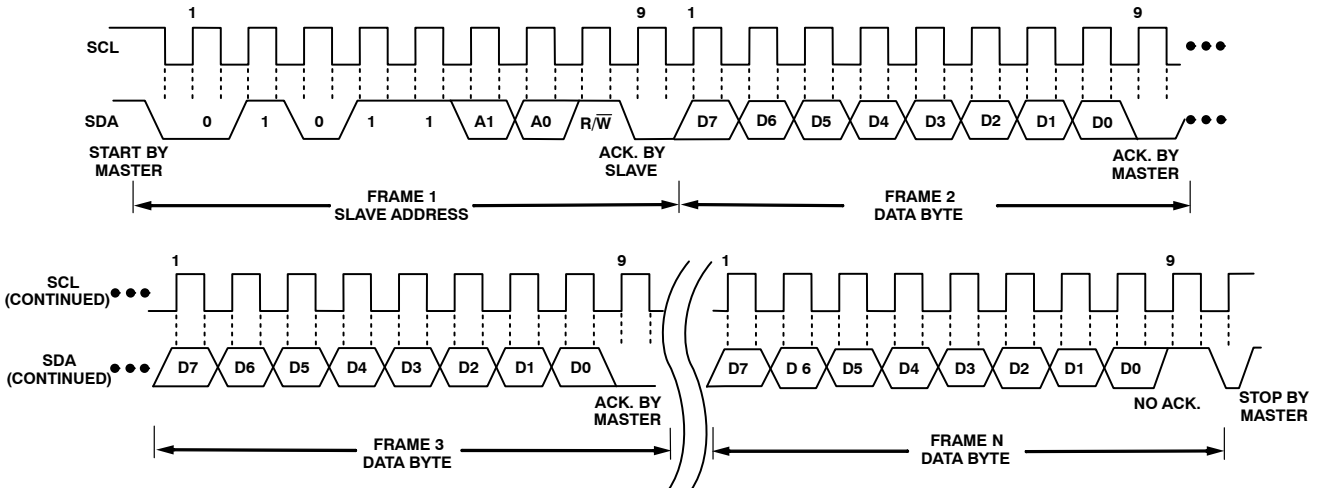 1 9 1 9
SCL
SDA
0 1 0 1 1 A1 A0 R/W̅ D7 D6 D5 D4 D3 D2 D1 D0
START BY
MASTER
ACK. BY
SLAVE
ACK. BY
MASTER
FRAME 1
SLAVE ADDRESS
FRAME 2
DATA BYTE
1 9 1 9
SCL
(CONTINUED)
SDA
(CONTINUED)
D7 D6 D5 D4 D3 D2 D1 D0 D7 D 6 D5 D4 D3 D2 D1 D0
ACK. BY
MASTER
NO ACK.
STOP BY
MASTER
FRAME 3
DATA BYTE
FRAME N
DATA BYTE